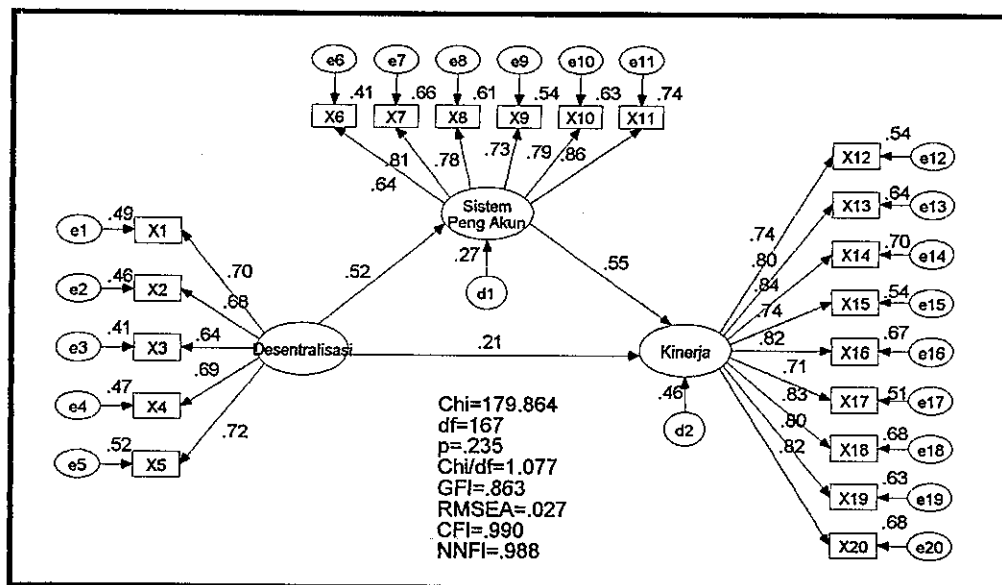 e6 e7 e8 e9 e10 e11
.41 .66 .61 .54 .63 .74
X6 X7 X8 X9 X10 X11
.64 .81 .78 .73 .79 .86
Sistem
Peng Akun
.27
d1
.52
.55
.21
e1 .49 X1
.70
e2 .46 X2
.68
e3 .41 X3
.64
e4 .47 X4
.69
e5 .52 X5
.72
Desentralisasi
Kinerja
.46
d2
.74
X12 .54 e12
.80
X13 .64 e13
.84
X14 .70 e14
.74
X15 .54 e15
.82
X16 .67 e16
.71
X17 .51 e17
.83
X18 .68 e18
.80
X19 .63 e19
.82
X20 .68 e20
Chi=179.864
df=167
p=.235
Chi/df=1.077
GFI=.863
RMSEA=.027
CFI=.990
NNFI=.988